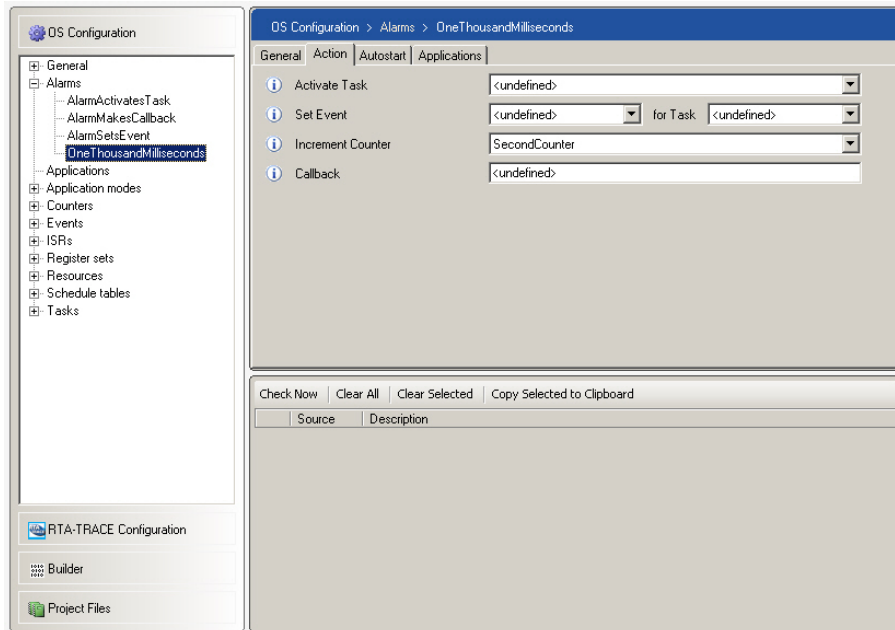 OS Configuration
General
Alarms
AlarmActivatesTask
AlarmMakesCallback
AlarmSetsEvent
OneThousandMilliseconds
Applications
Application modes
Counters
Events
ISRs
Register sets
Resources
Schedule tables
Tasks
RTA-TRACE Configuration
Builder
Project Files
OS Configuration > Alarms > OneThousandMilliseconds
General Action Autostart Applications
Activate Task <undefined>
Set Event <undefined> for Task <undefined>
Increment Counter SecondCounter
Callback <undefined>
Check Now Clear All Clear Selected Copy Selected to Clipboard
Source Description